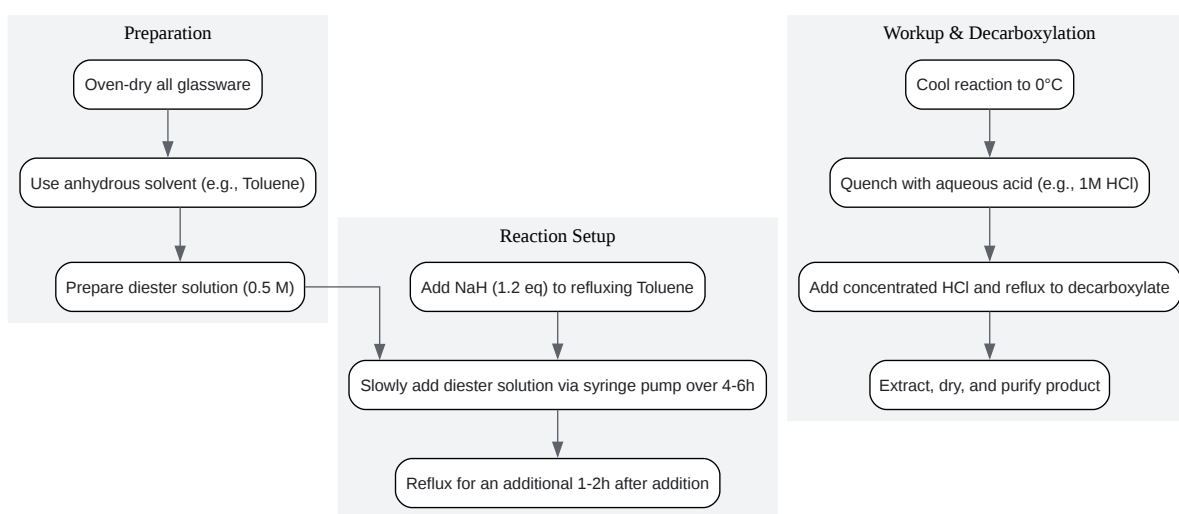 Preparation
Oven-dry all glassware
Use anhydrous solvent (e.g., Toluene)
Prepare diester solution (0.5 M)
Reaction Setup
Add NaH (1.2 eq) to refluxing Toluene
Slowly add diester solution via syringe pump over 4-6h
Reflux for an additional 1-2h after addition
Workup & Decarboxylation
Cool reaction to 0°C
Quench with aqueous acid (e.g., 1M HCl)
Add concentrated HCl and reflux to decarboxylate
Extract, dry, and purify product